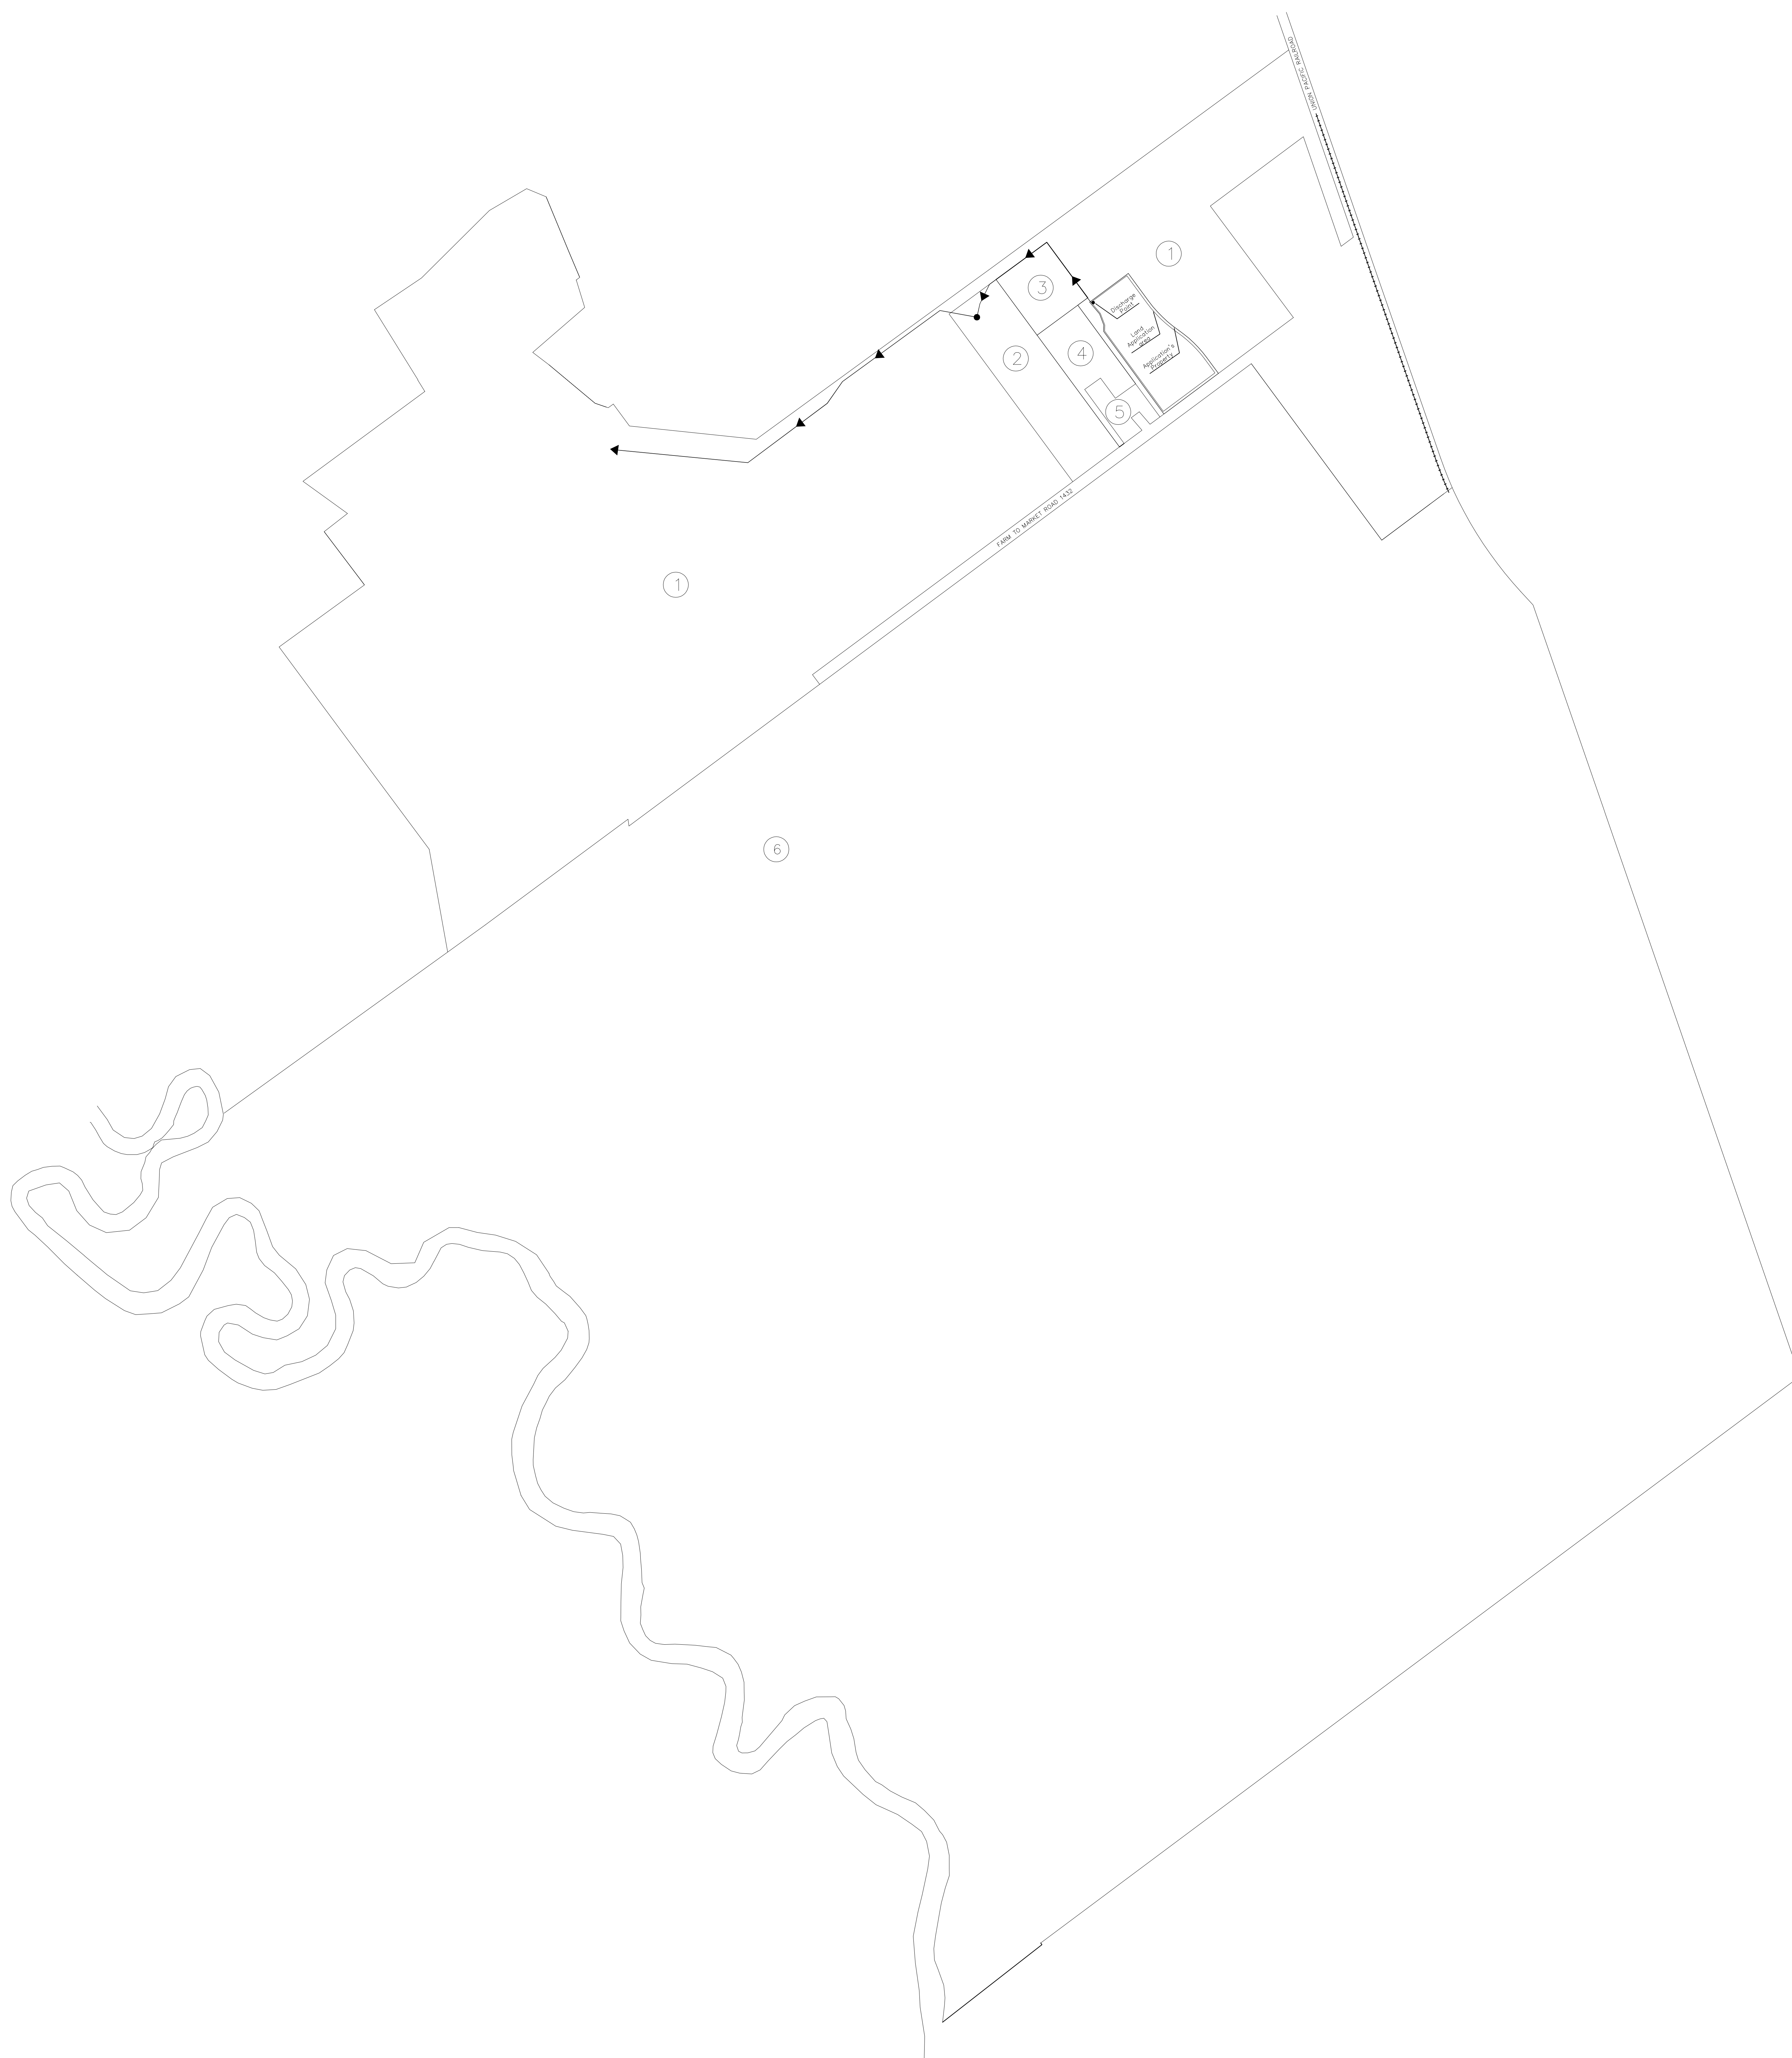 UNION PACIFIC RAILROAD
1
3
Discharge
Point
Land
Application
area
2
4
Application's
Property
5
FARM TO MARKET ROAD 1432
1
6